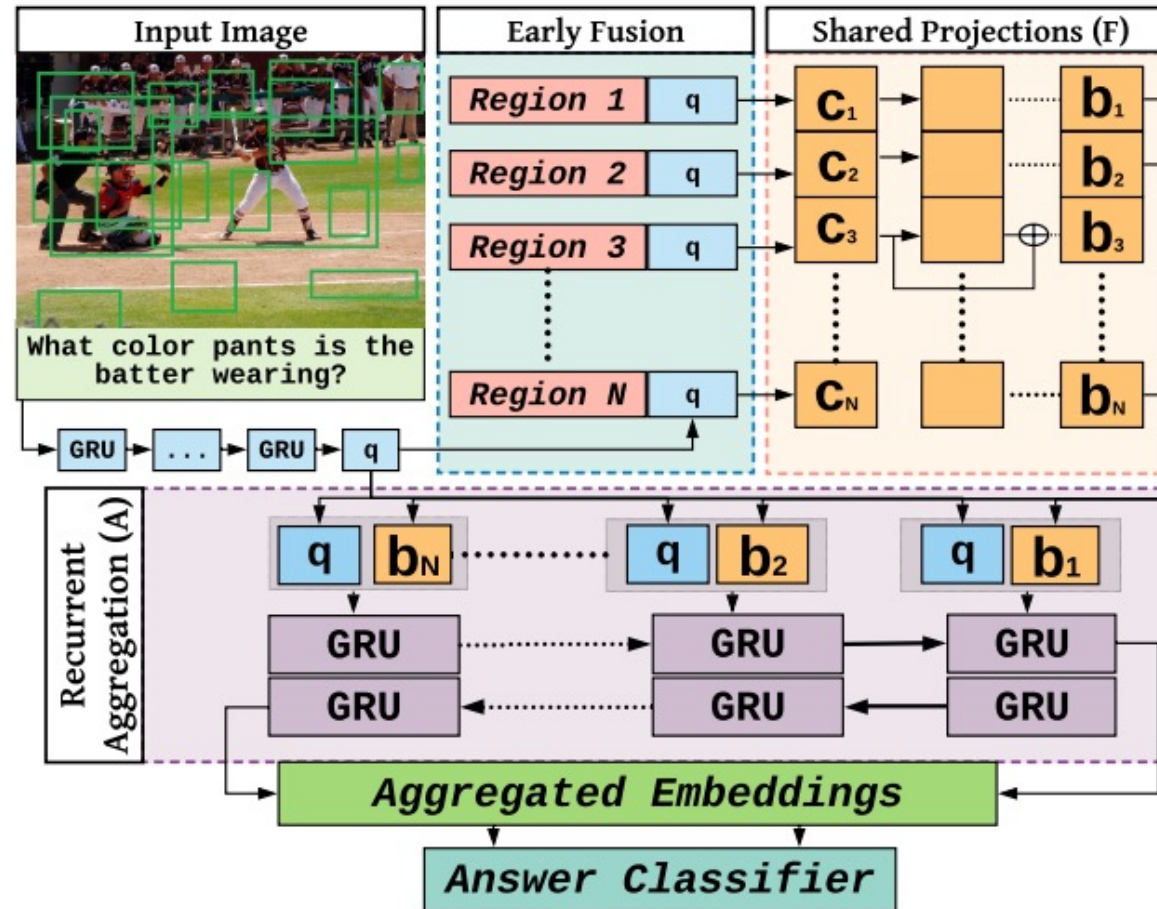 Input Image
Early Fusion
Shared Projections (F)
Region 1 q
Region 2 q
Region 3 q
Region N q
c1 b1
c2 b2
c3 b3
cN bN
What color pants is the
batter wearing?
GRU ... GRU q
Recurrent
Aggregation (A)
q bN q b2 q b1
GRU GRU GRU
GRU GRU GRU
Aggregated Embeddings
Answer Classifier